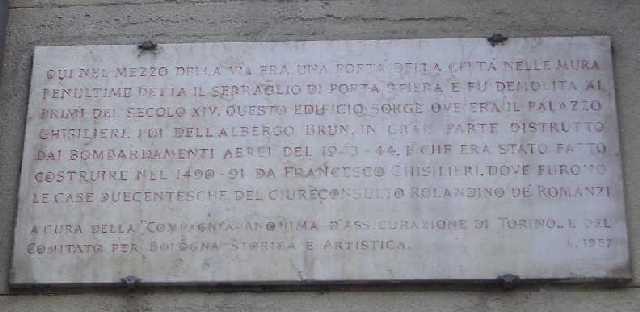 QUI NEL MEZZO DELLA VIA ERA UNA PORTA DELLA CITTÀ NELLE MURA
PENULTIME DETTA IL SERRAGLIO DI PORTA STIERA E FU DEMOLITA AI
PRIMI DEL SECOLO XIV. QUESTO EDIFICIO SORGE OVE ERA IL PALAZZO
GHISILIERI, POI DELL'ALBERGO BRUN, IN GRAN PARTE DISTRUTTO
DAI BOMBARDAMENTI AEREI DEL 1943-44, E CHE ERA STATO FATTO
COSTRUIRE NEL 1490-91 DA FRANCESCO GHISILIERI, DOVE FURONO
LE CASE DUECENTESCHE DEL GIURECONSULTO ROLANDINO DE' ROMANZI
A CURA DELLA "COMPAGNIA ANONIMA D'ASSICURAZIONE DI TORINO" E DEL
COMITATO PER BOLOGNA STORICA E ARTISTICA.
1957